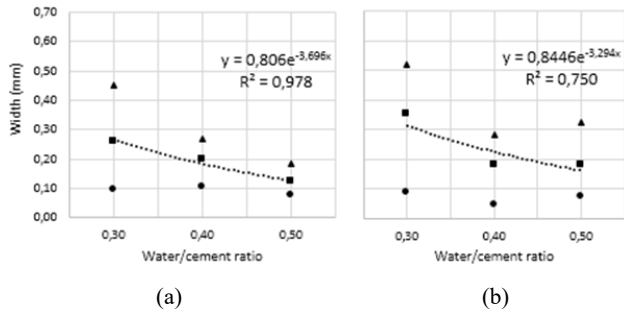 0,70
0,60
0,50
0,40
0,30
0,20
0,10
0,00
Width (mm)
y = 0,806e-3,696x
R² = 0,978
0,30 0,40 0,50
Water/cement ratio
(a)
y = 0,8446e-3,294x
R² = 0,750
0,30 0,40 0,50
Water/cement ratio
(b)